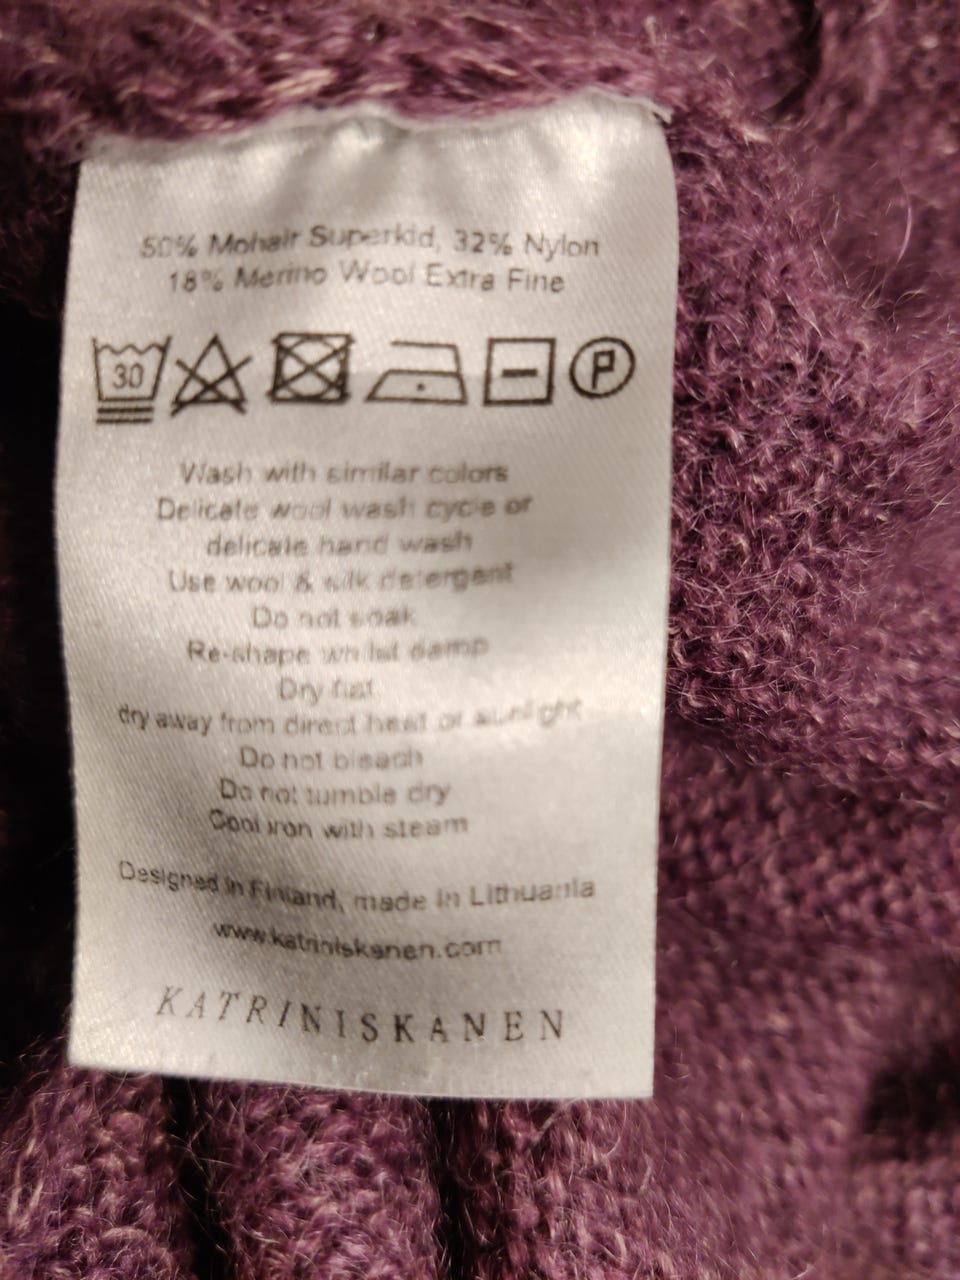 50% Mohair Superkid, 32% Nylon
18% Merino Wool Extra Fine
30 P
Wash with similar colors
Delicate wool wash cycle or
delicate hand wash
Use wool & silk detergent
Do not soak
Re-shape whilst damp
Dry flat
dry away from direct heat or sunlight
Do not bleach
Do not tumble dry
Cool iron with steam
Designed in Finland, made in Lithuania
www.katriniskanen.com
KATRINISKANEN